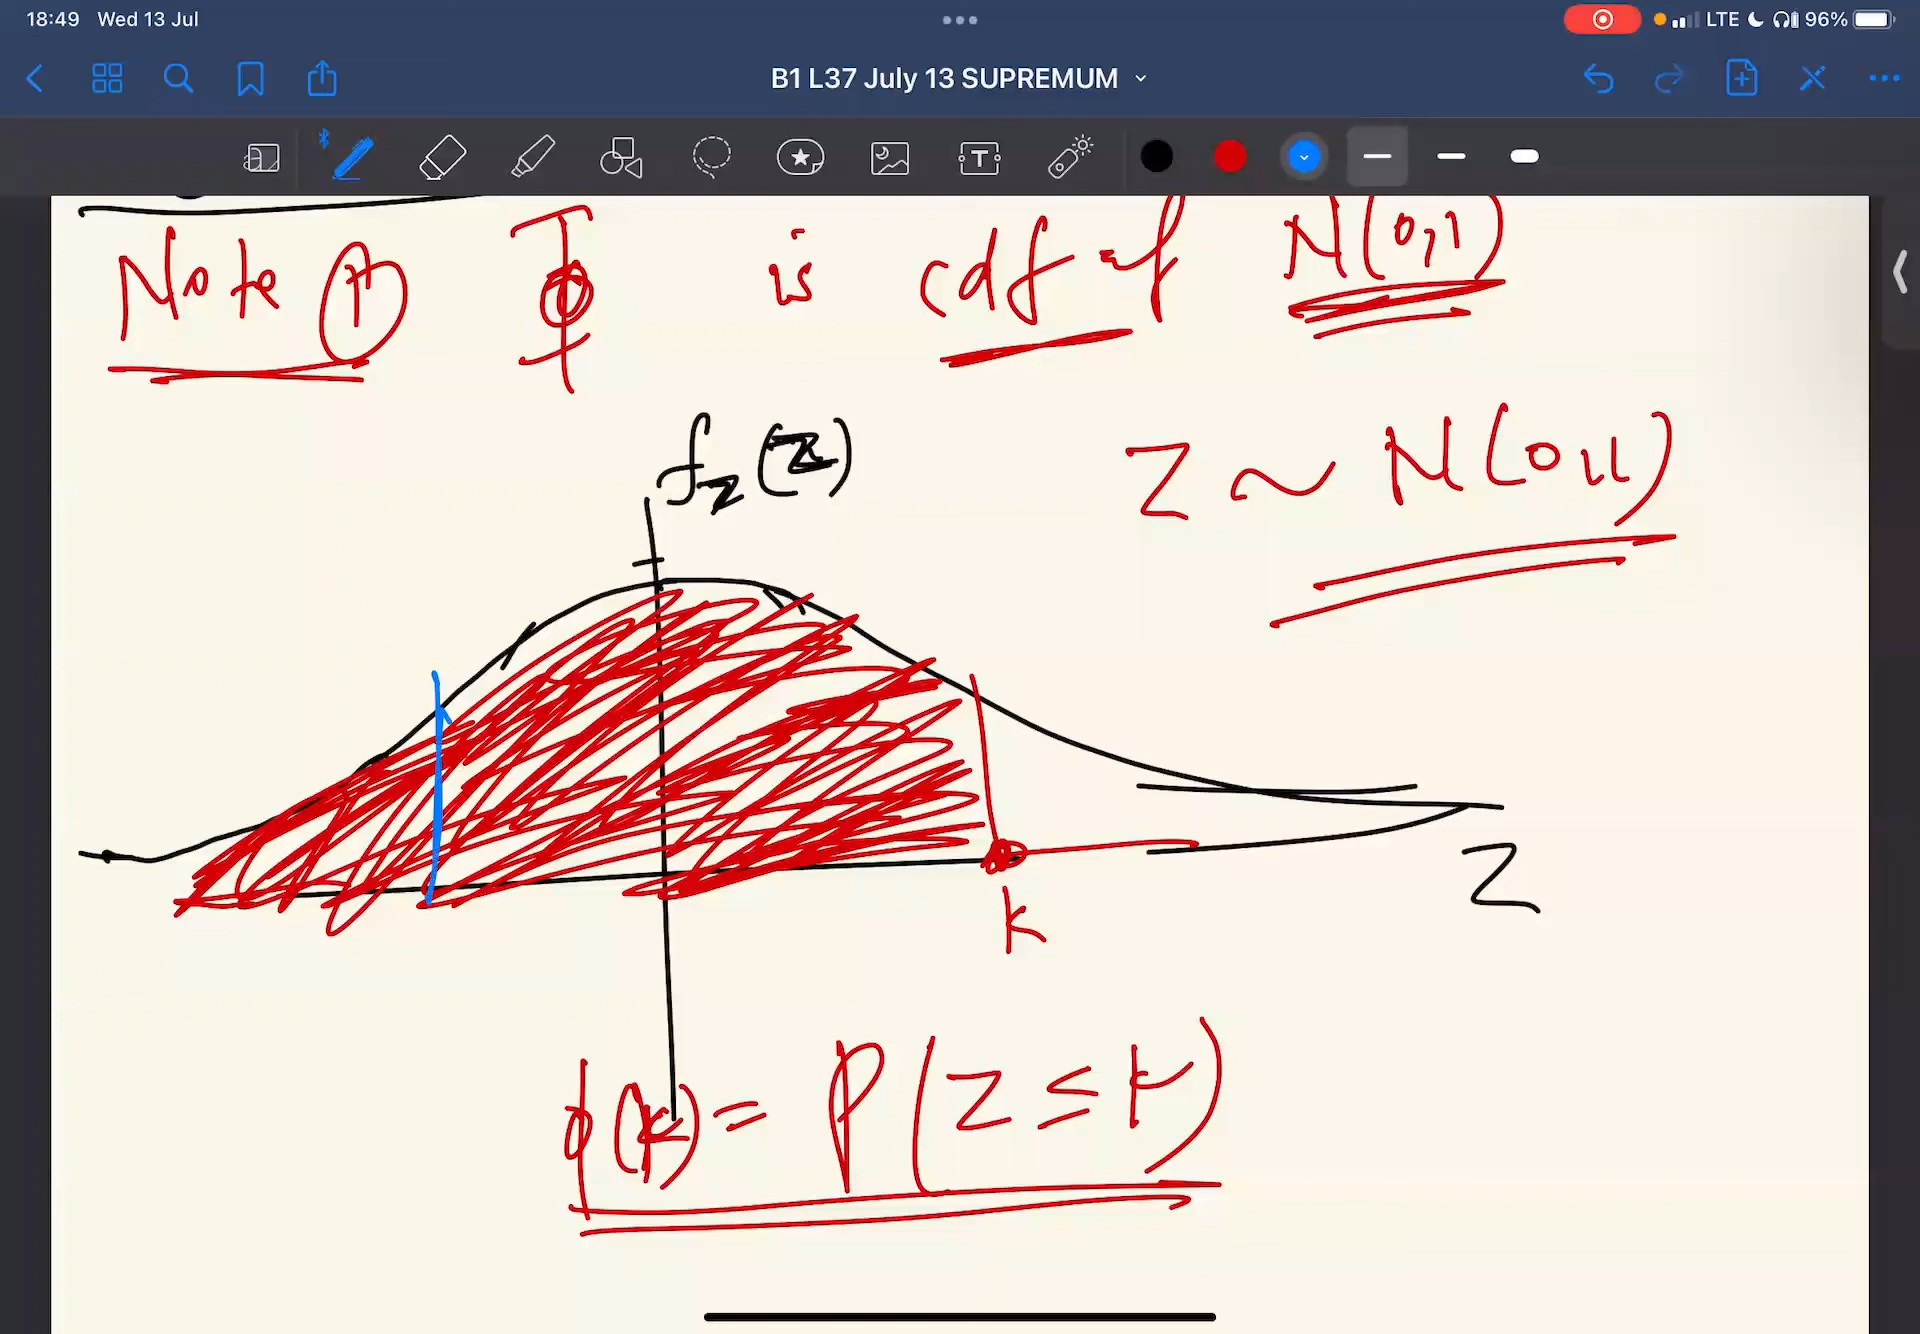 18:49 Wed 13 Jul
LTE 96%
B1 L37 July 13 SUPREMUM
T
Note ① Φ is cdf of N(0,1)
f_z(z)
Z ~ N(0,1)
Z
k
ϕ(k) = P(Z ≤ k)